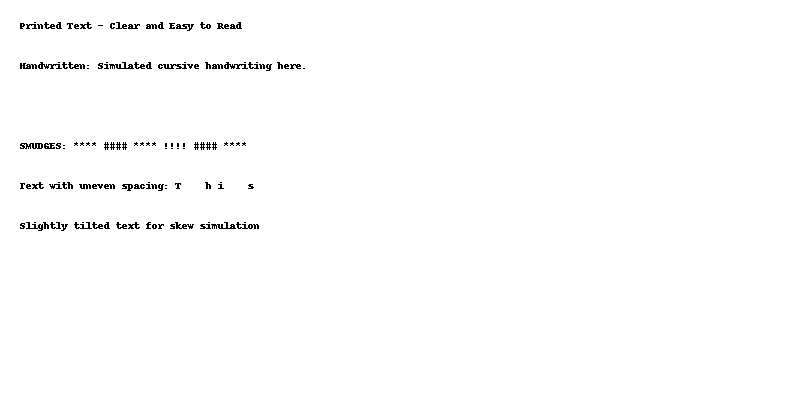 Printed Text - Clear and Easy to Read
Handwritten: Simulated cursive handwriting here.
SMUDGES: **** #### **** !!!! #### ****
Text with uneven spacing: T    h i    s
Slightly tilted text for skew simulation